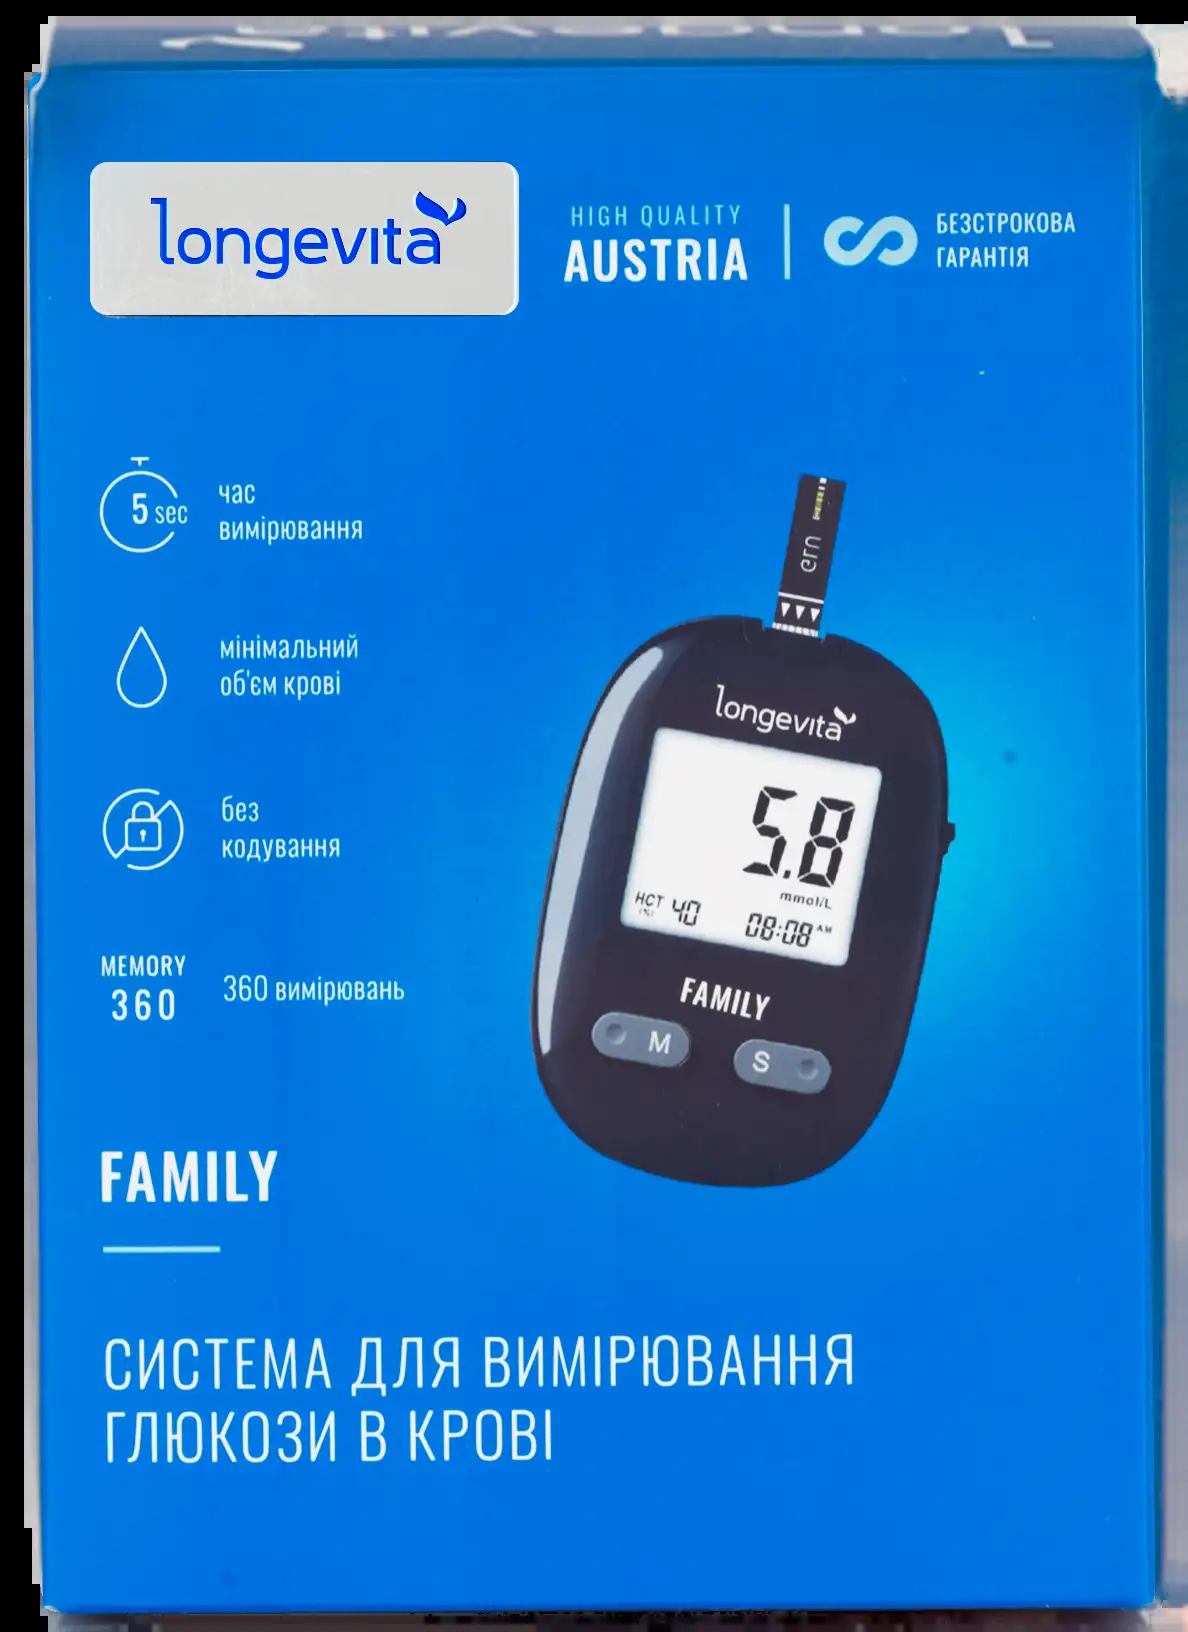 longevita
longevita
HIGH QUALITY
AUSTRIA
БЕЗСТРОКОВА
ГАРАНТІЯ
5 sec
час
вимірювання
мінімальний
об'єм крові
без
кодування
MEMORY
360
360 вимірювань
longevita
5.8
mmol/L
HCT
(%)
40
08:08 AM
FAMILY
M
S
FAMILY
СИСТЕМА ДЛЯ ВИМІРЮВАННЯ
ГЛЮКОЗИ В КРОВІ